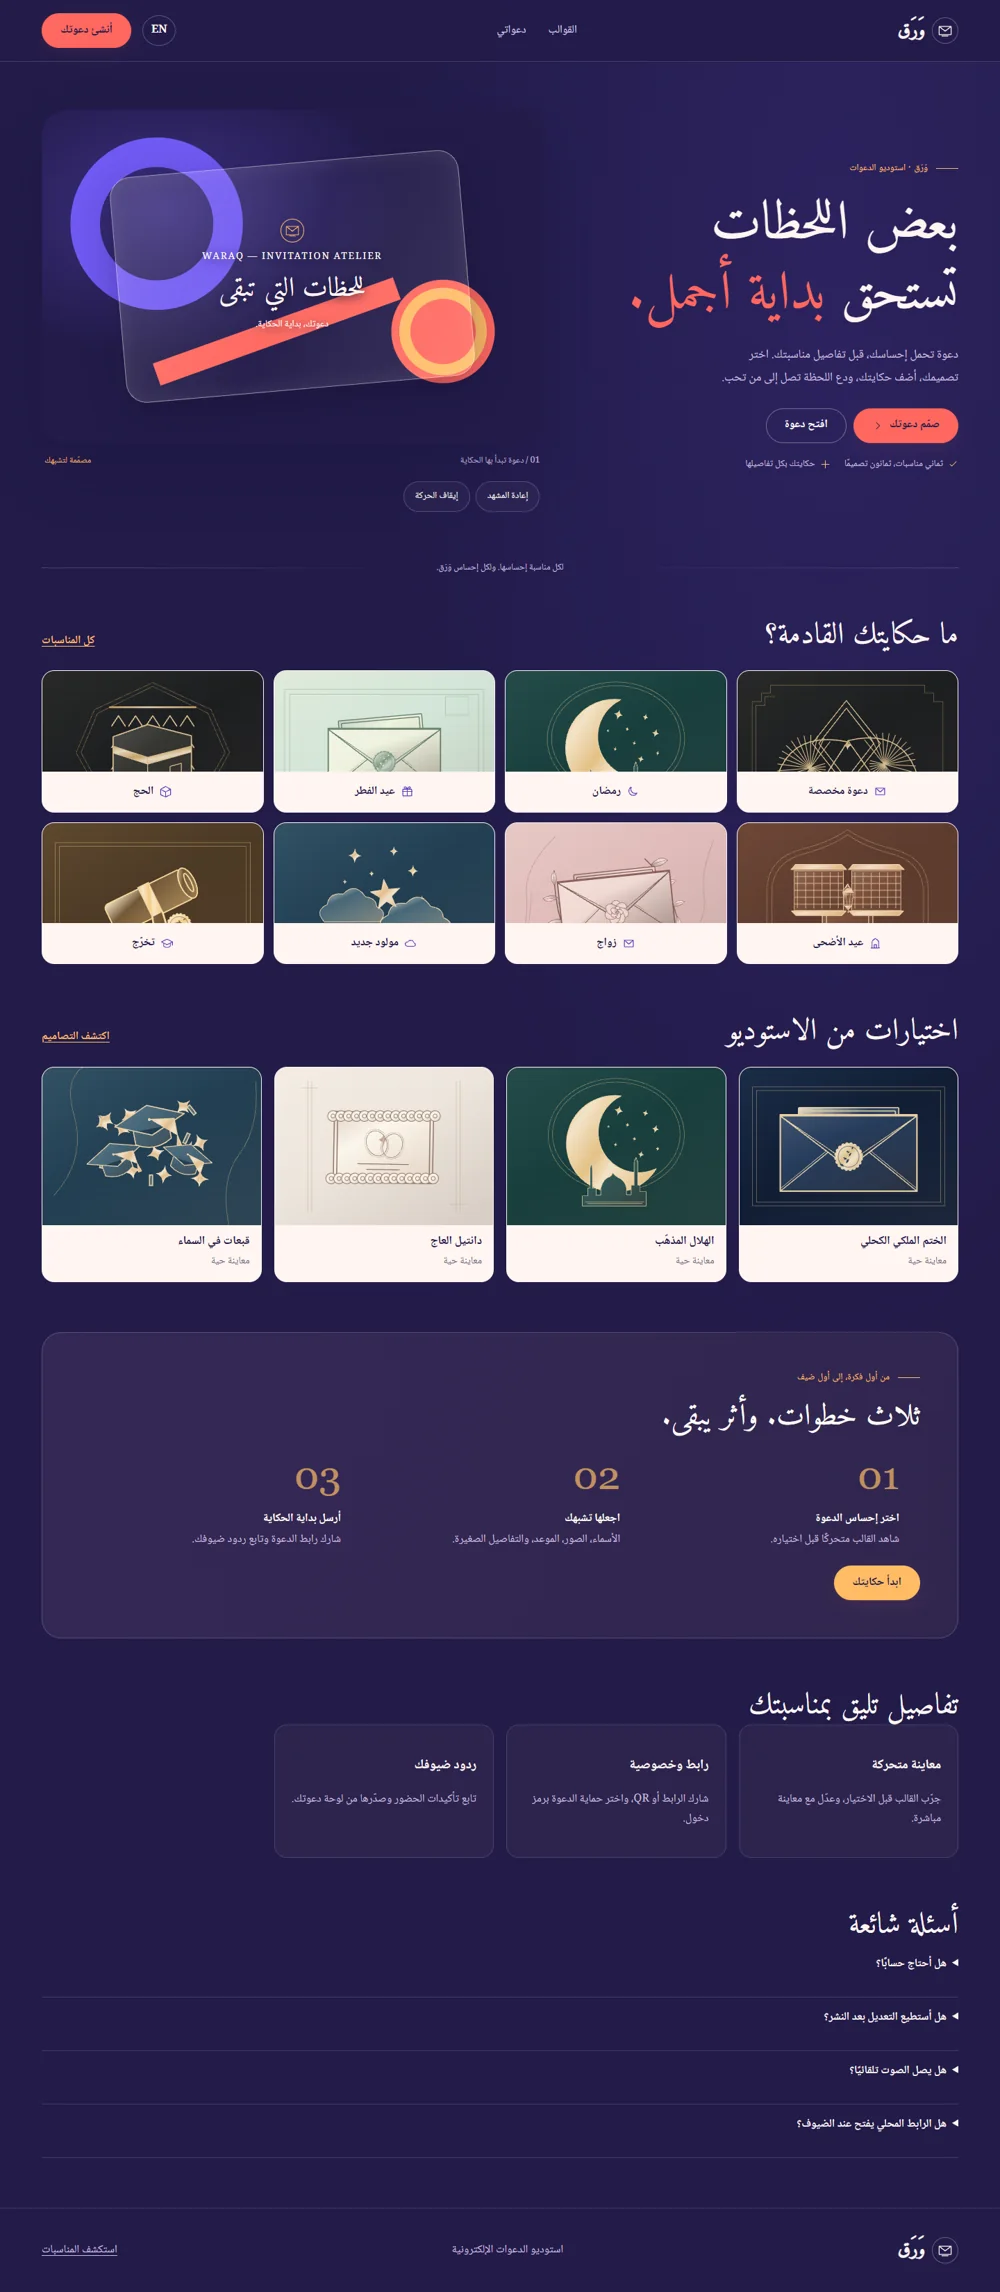 وَرَق
القوالب
دعواتي
EN
أنشئ دعوتك
وَرَق · استوديو الدعوات
بعض اللحظات
تستحق بداية أجمل.
دعوة تحمل إحساسك، قبل تفاصيل مناسبتك. اختر
تصميمك، أضف حكايتك، ودع اللحظة تصل إلى من تحب.
صمّم دعوتك
افتح دعوة
ثماني مناسبات، ثمانون تصميمًا
حكايتك بكل تفاصيلها
WARAQ — INVITATION ATELIER
للحظات التي تبقى
دعوتك، بداية الحكاية.
01 / دعوة تبدأ بها الحكاية
مصمّمة لتشبهك
إعادة المشهد
إيقاف الحركة
لكل مناسبة إحساسها. ولكل إحساس وَرَق.
ما حكايتك القادمة؟
كل المناسبات
دعوة مخصصة
رمضان
عيد الفطر
الحج
عيد الأضحى
زواج
مولود جديد
تخرّج
اختيارات من الاستوديو
اكتشف التصاميم
الختم الملكي الكحلي
معاينة حية
الهلال المذهّب
معاينة حية
دانتيل العاج
معاينة حية
قبعات في السماء
معاينة حية
من أول فكرة، إلى أول ضيف
ثلاث خطوات. وأثر يبقى.
01
اختر إحساس الدعوة
شاهد القالب متحركًا قبل اختياره.
02
اجعلها تشبهك
الأسماء، الصور، الموعد، والتفاصيل الصغيرة.
03
أرسل بداية الحكاية
شارك رابط الدعوة وتابع ردود ضيوفك.
ابدأ حكايتك
تفاصيل تليق بمناسبتك
معاينة متحركة
جرّب القالب قبل الاختيار، وعدّل مع معاينة
مباشرة.
رابط وخصوصية
شارك الرابط أو QR، واختر حماية الدعوة برمز
دخول.
ردود ضيوفك
تابع تأكيدات الحضور وصدّرها من لوحة دعوتك.
أسئلة شائعة
هل أحتاج حسابًا؟
هل أستطيع التعديل بعد النشر؟
هل يصل الصوت تلقائيًا؟
هل الرابط المحلي يفتح عند الضيوف؟
وَرَق
استوديو الدعوات الإلكترونية
استكشف المناسبات